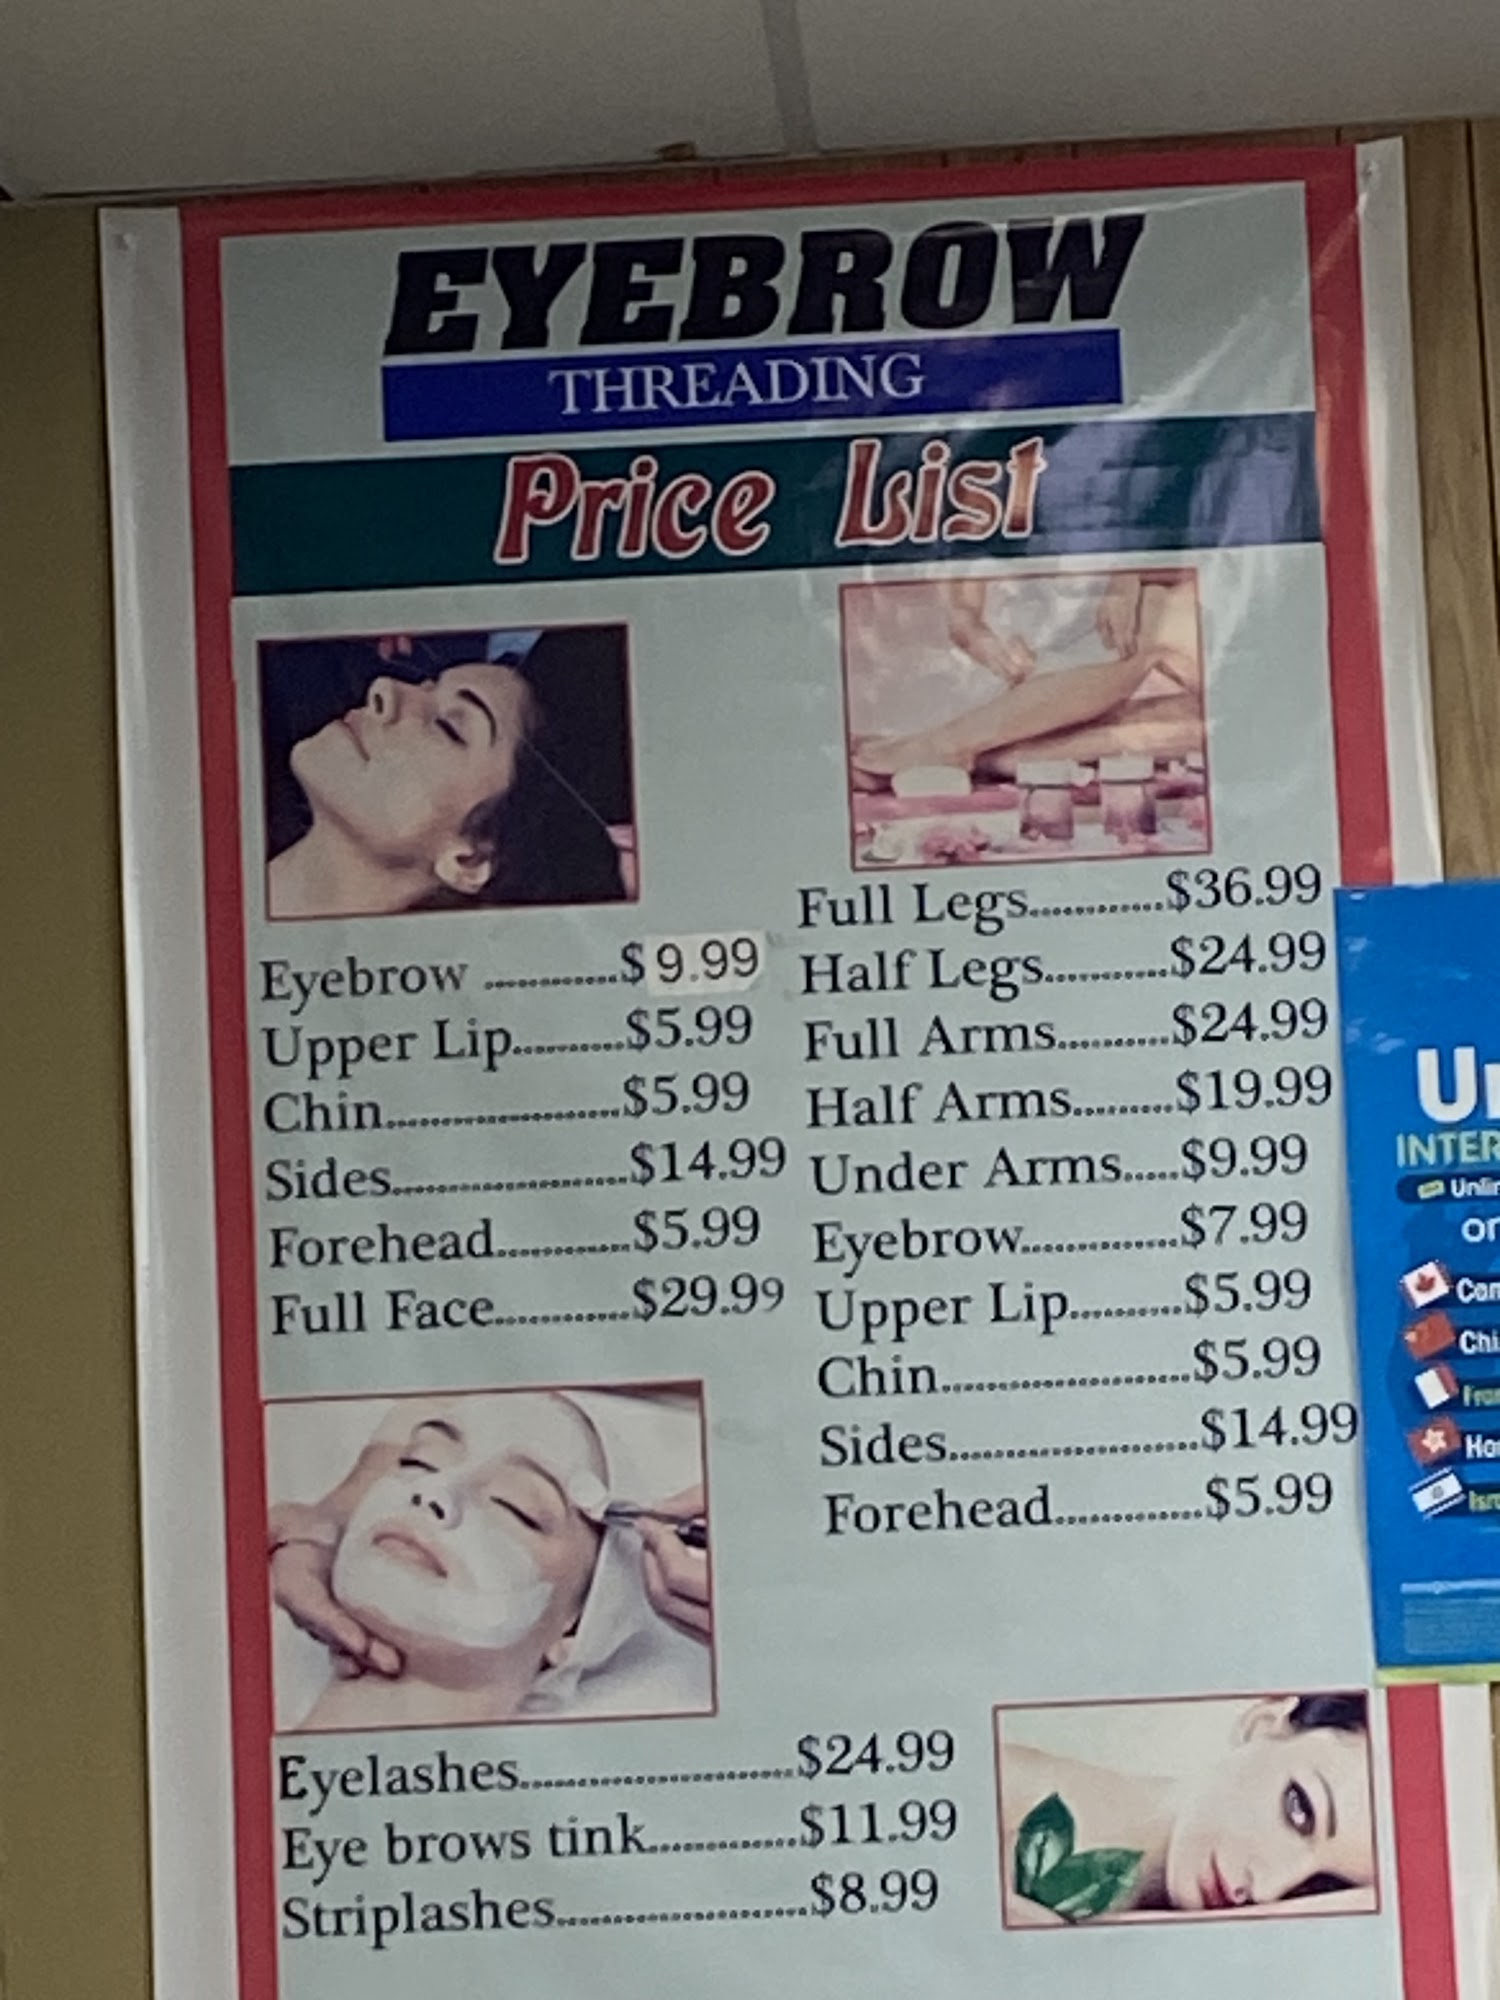 EYEBROW
THREADING
Price List
Eyebrow ............$ 9.99
Upper Lip..........$5.99
Chin.....................$5.99
Sides.....................$14.99
Forehead............$5.99
Full Face............$29.99
Full Legs............$36.99
Half Legs...........$24.99
Full Arms..........$24.99
Half Arms.........$19.99
Under Arms.....$9.99
Eyebrow..............$7.99
Upper Lip..........$5.99
Chin......................$5.99
Sides......................$14.99
Forehead.............$5.99
Eyelashes........................$24.99
Eye brows tink.............$11.99
Striplashes......................$8.99